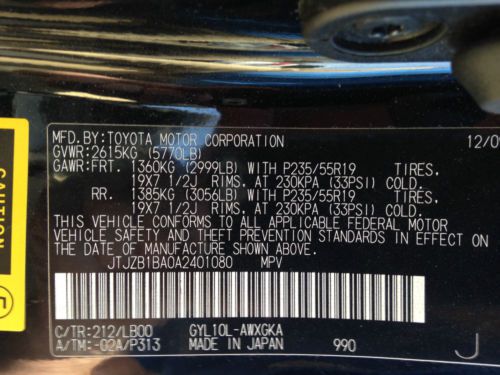 MFD. BY: TOYOTA MOTOR CORPORATION 12/09
GVWR: 2615KG (5770LB)
GAWR: FRT. 1360KG (2999LB) WITH P235/55R19 TIRES,
19X7 1/2J RIMS, AT 230KPA (33PSI) COLD.
RR. 1385KG (3056LB) WITH P235/55R19 TIRES,
19X7 1/2J RIMS, AT 230KPA (33PSI) COLD.
THIS VEHICLE CONFORMS TO ALL APPLICABLE FEDERAL MOTOR
VEHICLE SAFETY AND THEFT PREVENTION STANDARDS IN EFFECT ON
THE DATE OF MANUFACTURE SHOWN ABOVE.
JTJZB1BA0A2401080 MPV
C/TR: 212/LB00 GYL10L-AWXGKA
A/TM: -02A/P313 MADE IN JAPAN 990 J
CAUTION